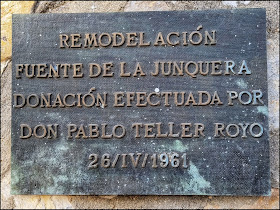 REMODELACIÓN
FUENTE DE LA JUNQUERA
DONACIÓN EFECTUADA POR
DON PABLO TELLER ROYO
26/IV/1961